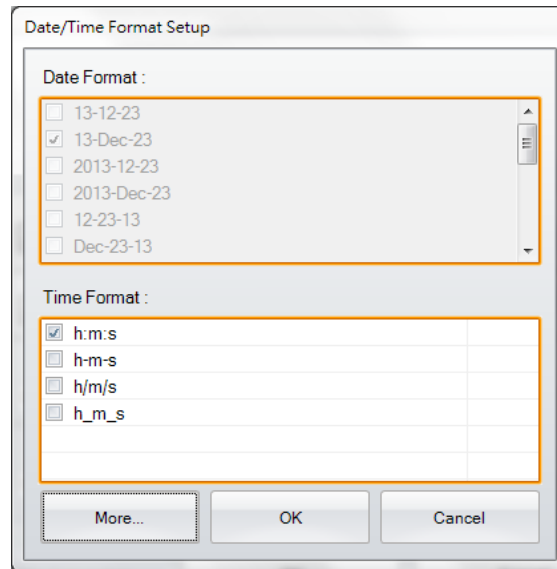 Date/Time Format Setup
Date Format :
13-12-23
13-Dec-23
2013-12-23
2013-Dec-23
12-23-13
Dec-23-13
Time Format :
h:m:s
h-m-s
h/m/s
h_m_s
More... OK Cancel